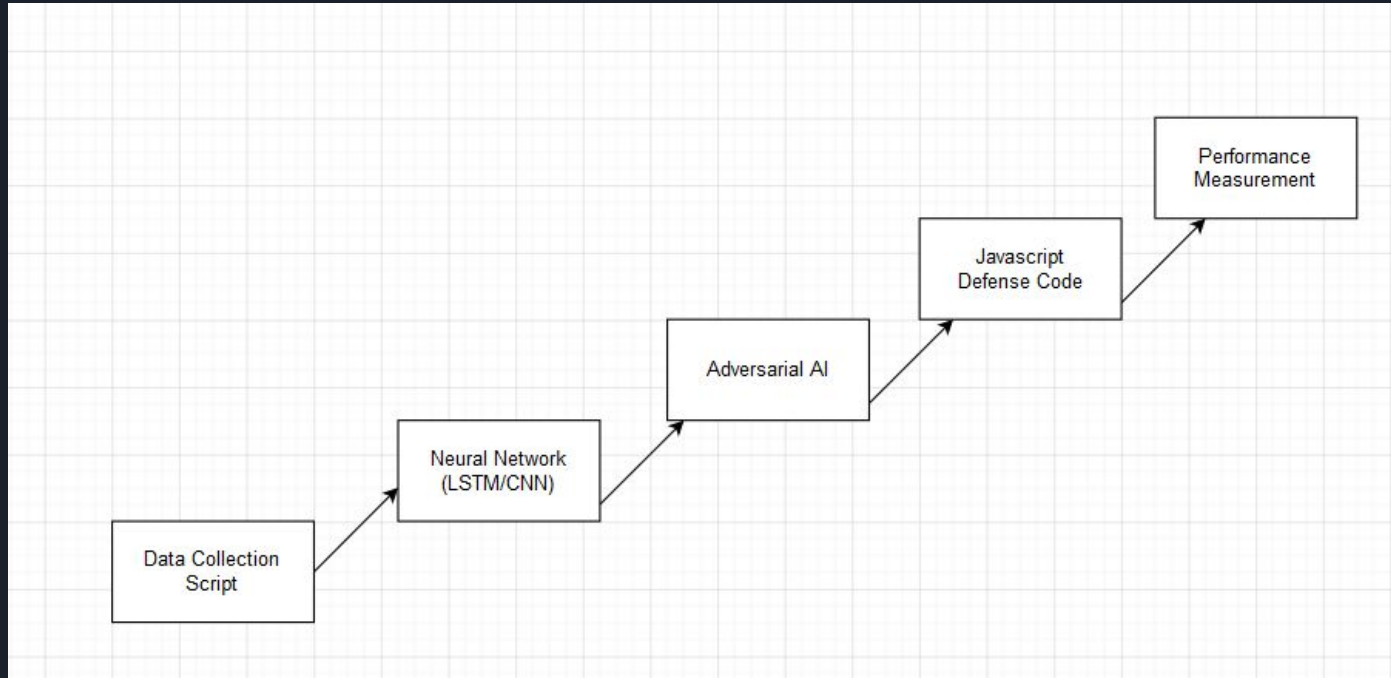 Data Collection
Script
Neural Network
(LSTM/CNN)
Adversarial AI
Javascript
Defense Code
Performance
Measurement